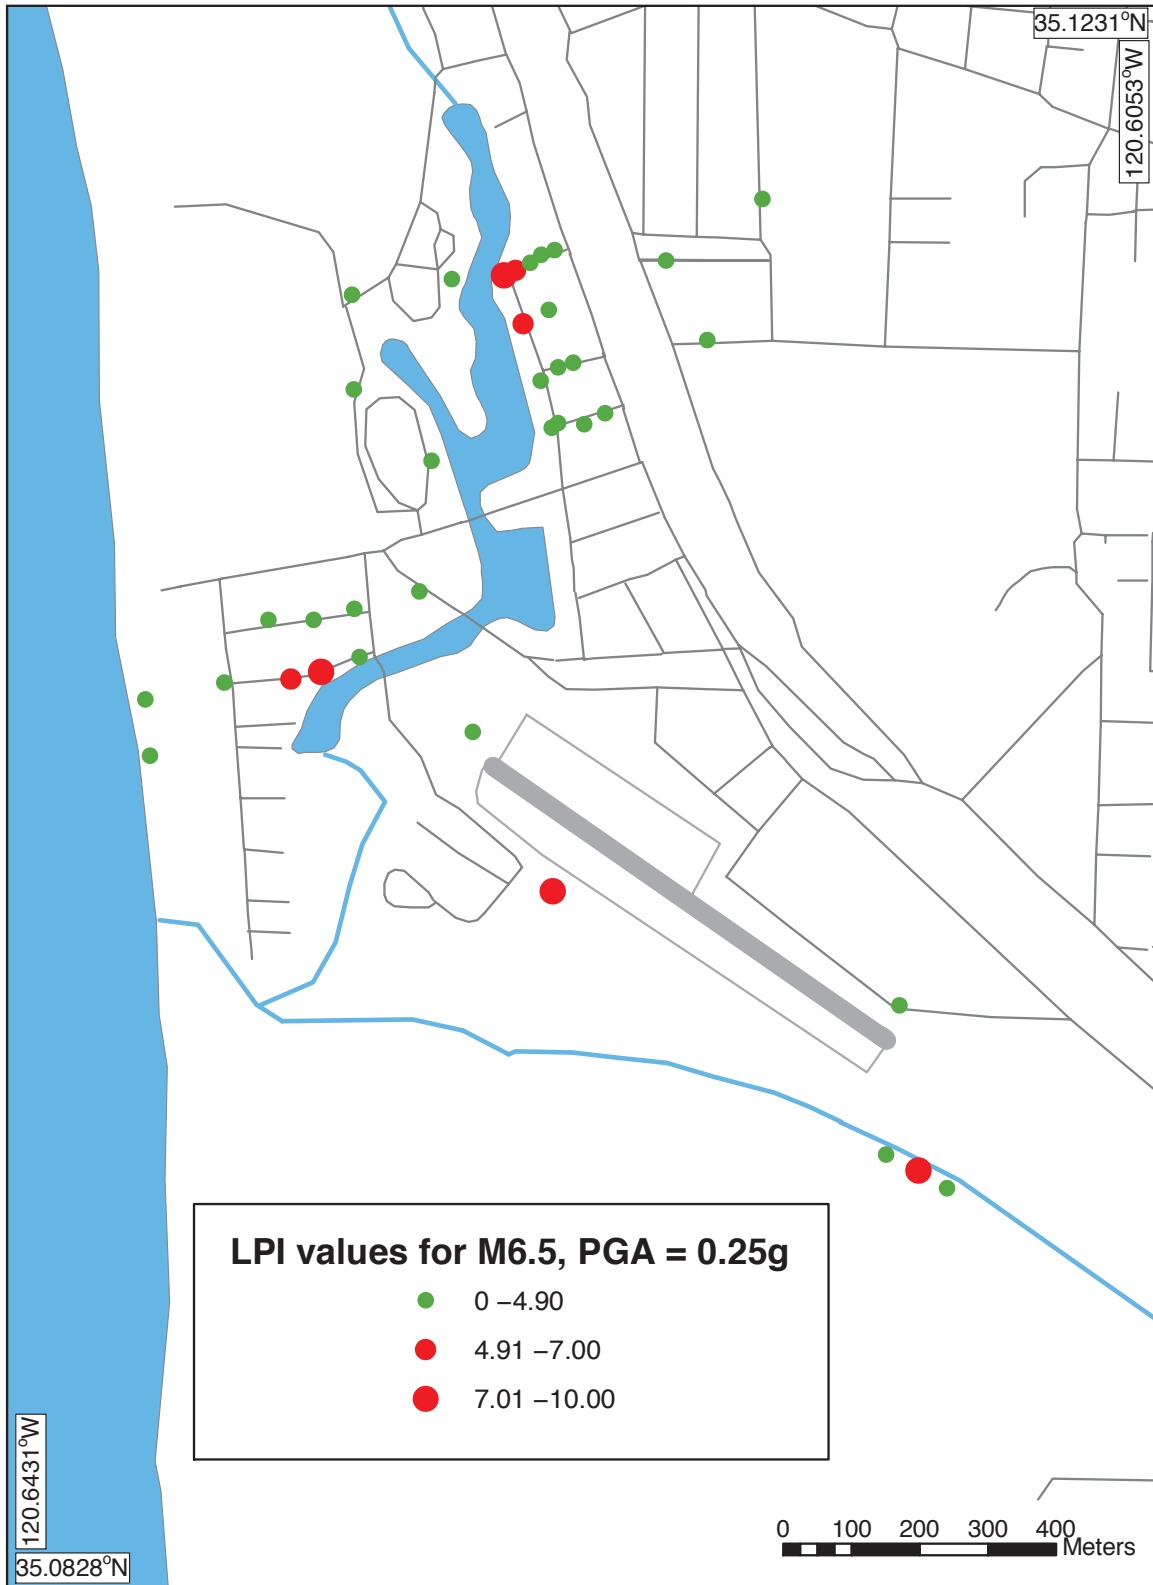 35.1231°N
120.6053°W
LPI values for M6.5, PGA = 0.25g
0 –4.90
4.91 –7.00
7.01 –10.00
120.6431°W
35.0828°N
0 100 200 300 400
Meters